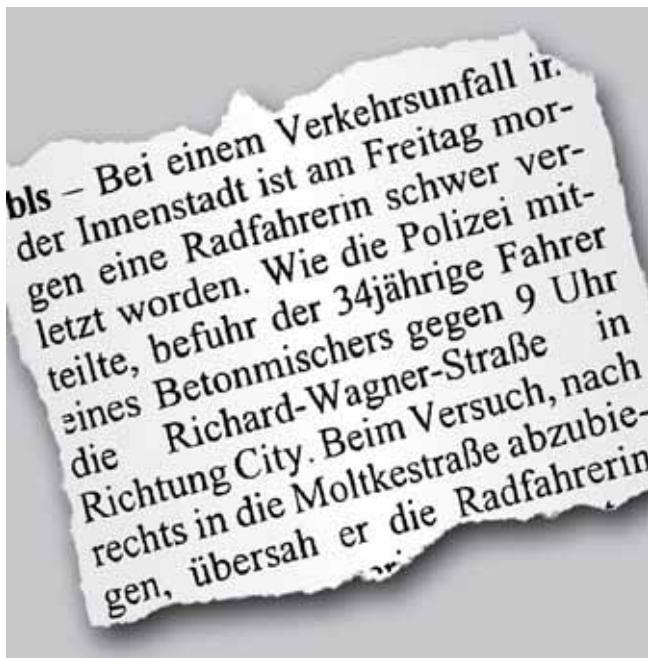 bls – Bei einem Verkehrsunfall in
der Innenstadt ist am Freitag mor-
gen eine Radfahrerin schwer ver-
letzt worden. Wie die Polizei mit-
teilte, befuhr der 34jährige Fahrer
eines Betonmischers gegen 9 Uhr
die Richard-Wagner-Straße in
Richtung City. Beim Versuch, nach
rechts in die Moltkestraße abzubie-
gen, übersah er die Radfahrerin